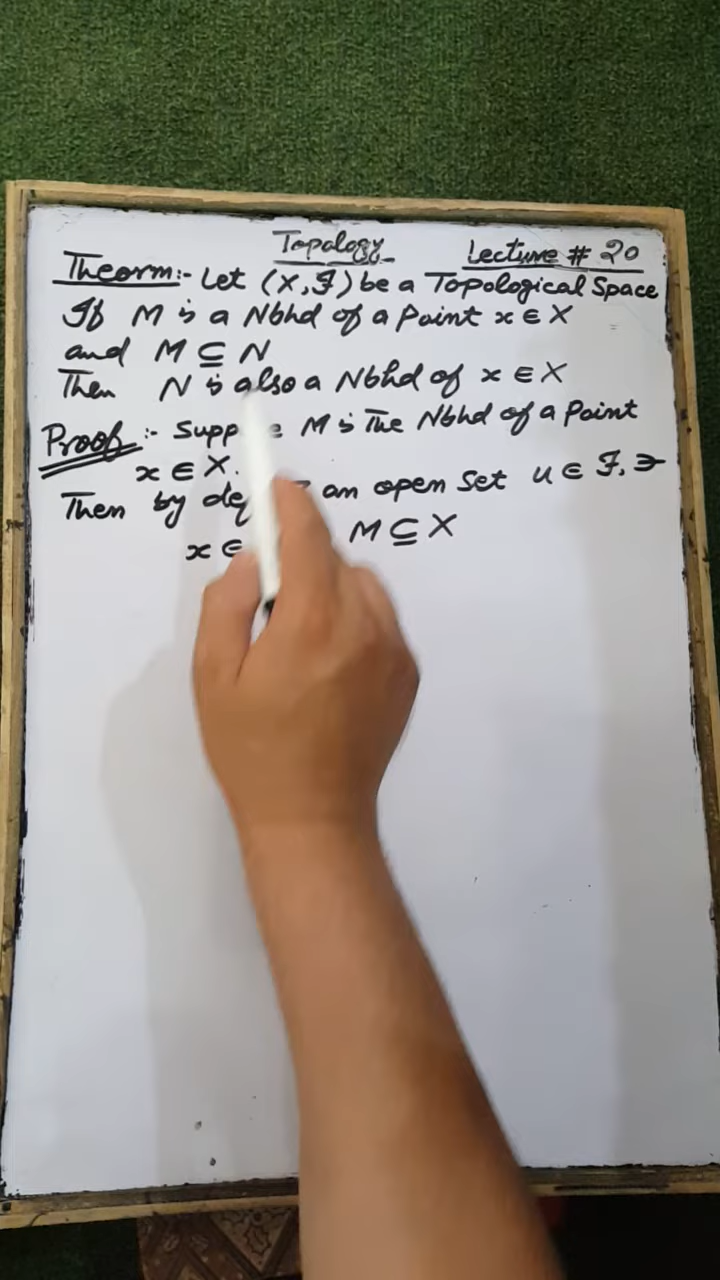 Topology
Lecture # 20
Theorm:- Let (X,F) be a Topological Space
If M is a Nbhd of a Point x ∈ X
and M ⊆ N
Then N is also a Nbhd of x ∈ X
Proof :- M is The Nbhd of a Point
x ∈ X.
Then by an open Set u ∈ F, ∋
x ∈ M ⊆ X